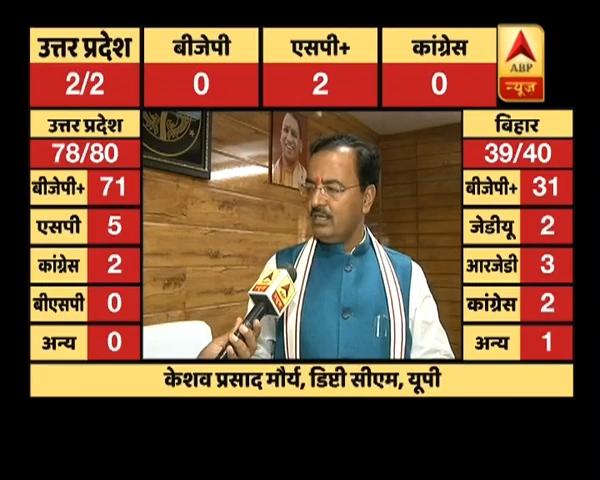 उत्तर प्रदेश बीजेपी एसपी+ कांग्रेस
2/2 0 2 0
ABP
न्यूज़
उत्तर प्रदेश
78/80
बीजेपी+ 71
एसपी 5
कांग्रेस 2
बीएसपी 0
अन्य 0
बिहार
39/40
बीजेपी+ 31
जेडीयू 2
आरजेडी 3
कांग्रेस 2
अन्य 1
ABP
न्यूज़
केशव प्रसाद मौर्य, डिप्टी सीएम, यूपी